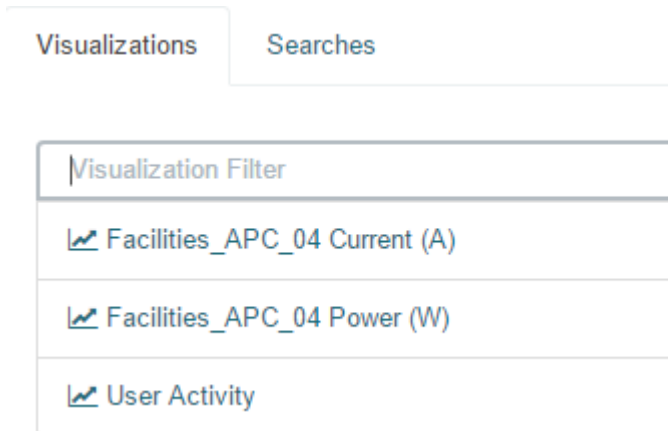 Visualizations Searches
Visualization Filter
Facilities_APC_04 Current (A)
Facilities_APC_04 Power (W)
User Activity